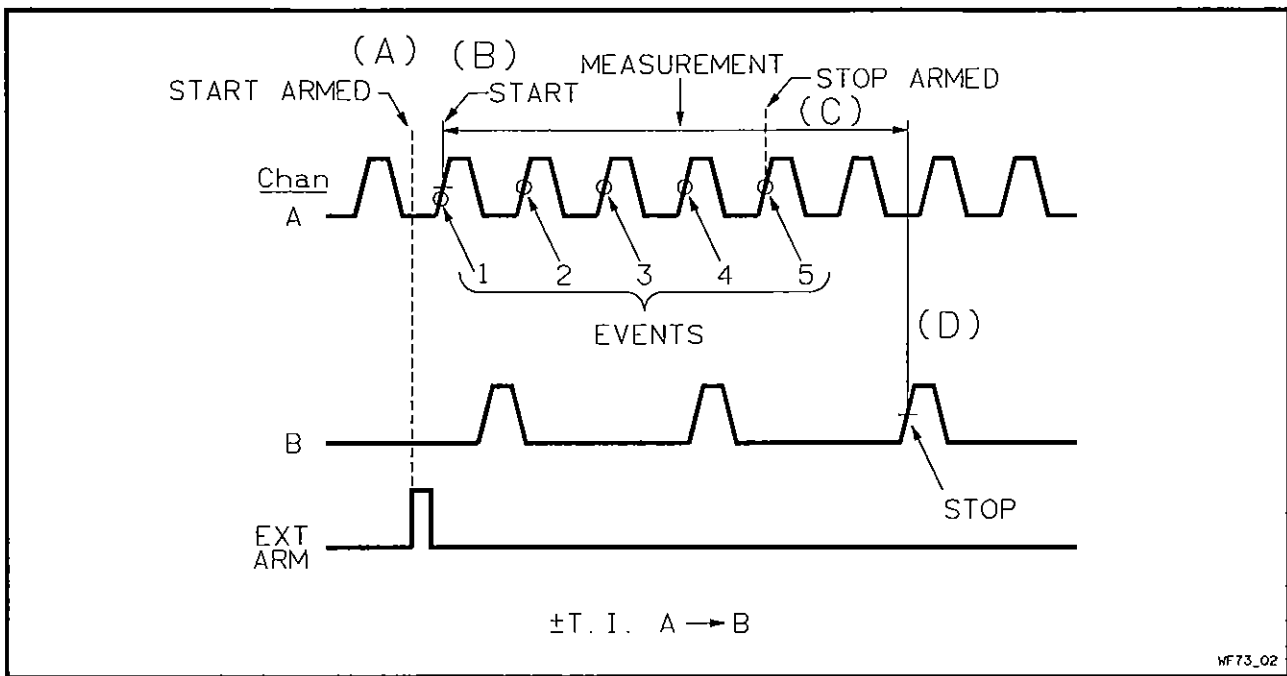 (A) (B)
MEASUREMENT
START ARMED
START
STOP ARMED
(C)
Chan
A
1 2 3 4 5
EVENTS
(D)
B
STOP
EXT
ARM
±T.I. A → B
WF73_02